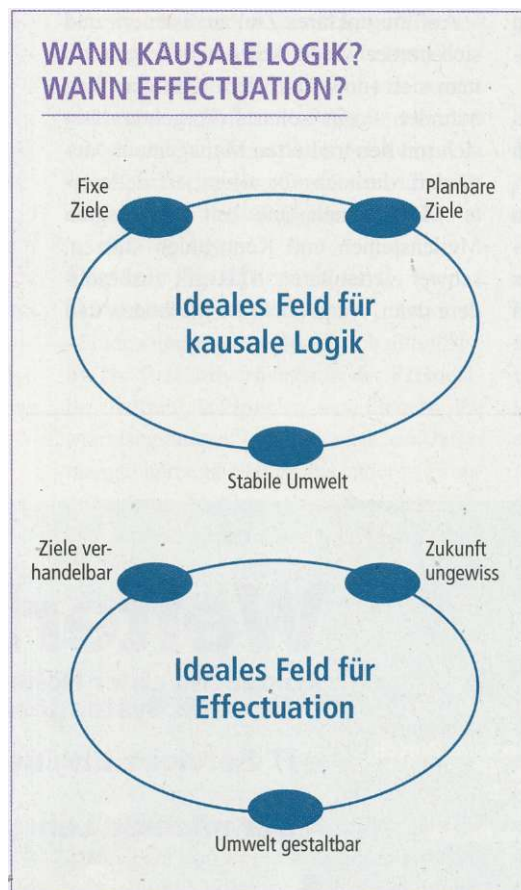 WANN KAUSALE LOGIK?
WANN EFFECTUATION?
Fixe
Ziele
Planbare
Ziele
Ideales Feld für
kausale Logik
Stabile Umwelt
Ziele ver-
handelbar
Zukunft
ungewiss
Ideales Feld für
Effectuation
Umwelt gestaltbar